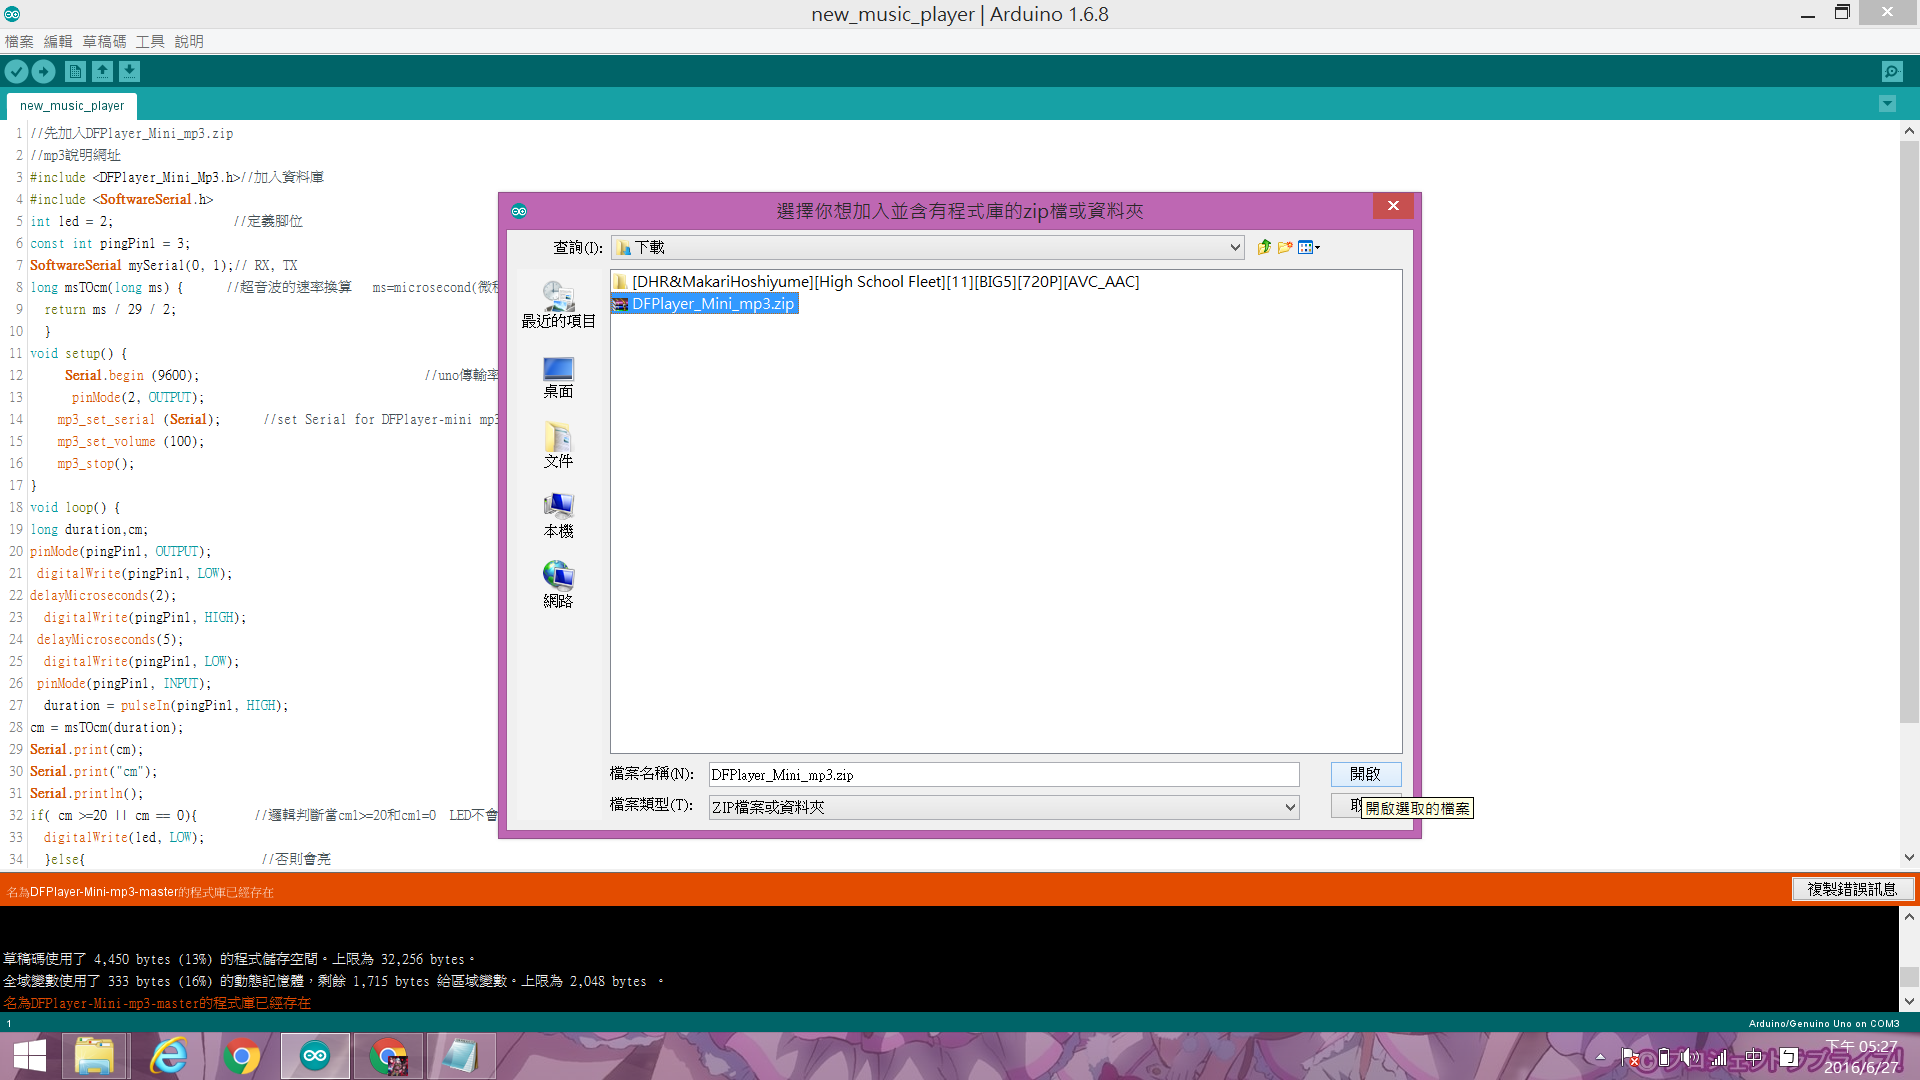 new_music_player | Arduino 1.6.8
檔案 編輯 草稿碼 工具 說明
new_music_player
1 //先加入DFPlayer_Mini_mp3.zip
2 //mp3說明網址
3 #include <DFPlayer_Mini_Mp3.h>//加入資料庫
4 #include <SoftwareSerial.h>
5 int led = 2; //定義腳位
6 const int pingPin1 = 3;
7 SoftwareSerial mySerial(0, 1);// RX, TX
8 long msTOcm(long ms) { //超音波的速率換算 ms=microsecond(微
9 return ms / 29 / 2;
10 }
11 void setup() {
12 Serial.begin (9600); //uno傳輸率
13 pinMode(2, OUTPUT);
14 mp3_set_serial (Serial); //set Serial for DFPlayer-mini mp3
15 mp3_set_volume (100);
16 mp3_stop();
17 }
18 void loop() {
19 long duration,cm;
20 pinMode(pingPin1, OUTPUT);
21 digitalWrite(pingPin1, LOW);
22 delayMicroseconds(2);
23 digitalWrite(pingPin1, HIGH);
24 delayMicroseconds(5);
25 digitalWrite(pingPin1, LOW);
26 pinMode(pingPin1, INPUT);
27 duration = pulseIn(pingPin1, HIGH);
28 cm = msTOcm(duration);
29 Serial.print(cm);
30 Serial.print("cm");
31 Serial.println();
32 if( cm >=20 || cm == 0){ //邏輯判斷當cm1>=20和cm1=0 LED不會
33 digitalWrite(led, LOW);
34 }else{ //否則會亮
選擇你想加入並含有程式庫的zip檔或資料夾
查詢(I): 下載
最近的項目
桌面
文件
本機
網路
[DHR&MakariHoshiyume][High School Fleet][11][BIG5][720P][AVC_AAC]
DFPlayer_Mini_mp3.zip
檔案名稱(N): DFPlayer_Mini_mp3.zip 開啟
檔案類型(T): ZIP檔案或資料夾
開啟選取的檔案
名為DFPlayer-Mini-mp3-master的程式庫已經存在 複製錯誤訊息
草稿碼使用了 4,450 bytes (13%) 的程式儲存空間。上限為 32,256 bytes。
全域變數使用了 333 bytes (16%) 的動態記憶體，剩餘 1,715 bytes 給區域變數。上限為 2,048 bytes 。
名為DFPlayer-Mini-mp3-master的程式庫已經存在
1 Arduino/Genuino Uno on COM3
中
下午 05:27
2016/6/27